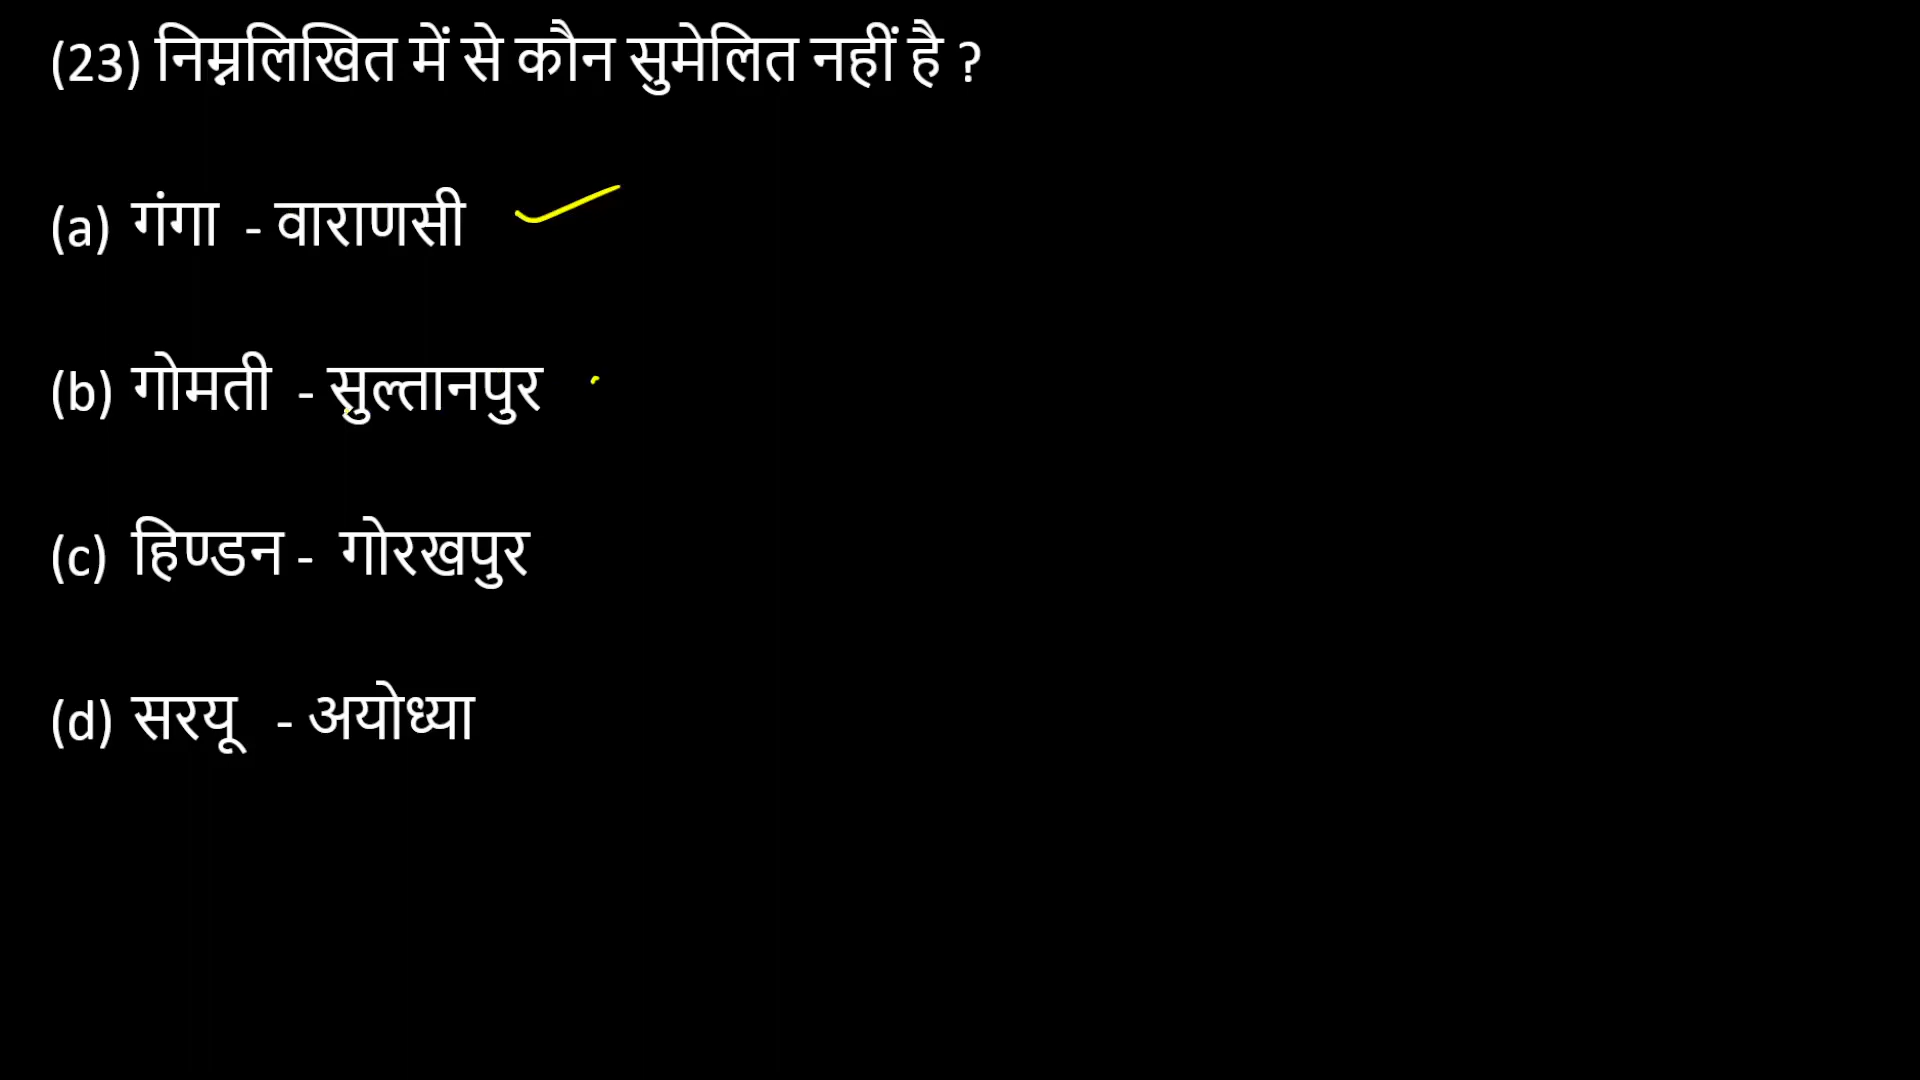 (23) निम्नलिखित में से कौन सुमेलित नहीं है ?
(a) गंगा - वाराणसी
(b) गोमती - सुल्तानपुर
(c) हिण्डन - गोरखपुर
(d) सरयू - अयोध्या